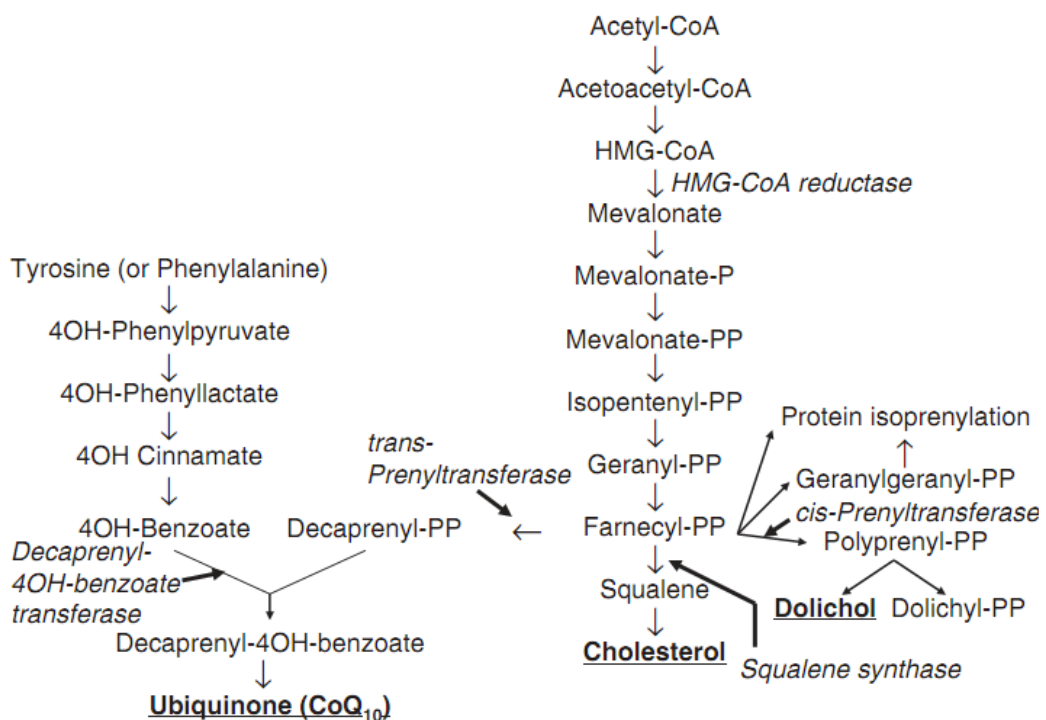 Acetyl-CoA
Acetoacetyl-CoA
HMG-CoA
HMG-CoA reductase
Mevalonate
Tyrosine (or Phenylalanine)
Mevalonate-P
4OH-Phenylpyruvate
Mevalonate-PP
4OH-Phenyllactate
Isopentenyl-PP
Protein isoprenylation
4OH Cinnamate
trans-
Prenyltransferase
Geranyl-PP
Geranylgeranyl-PP
cis-Prenyltransferase
4OH-Benzoate
Decaprenyl-PP
Farnecyl-PP
Polyprenyl-PP
Decaprenyl-
4OH-benzoate
transferase
Squalene
Dolichol
Dolichyl-PP
Decaprenyl-4OH-benzoate
Cholesterol
Squalene synthase
Ubiquinone (CoQ10)